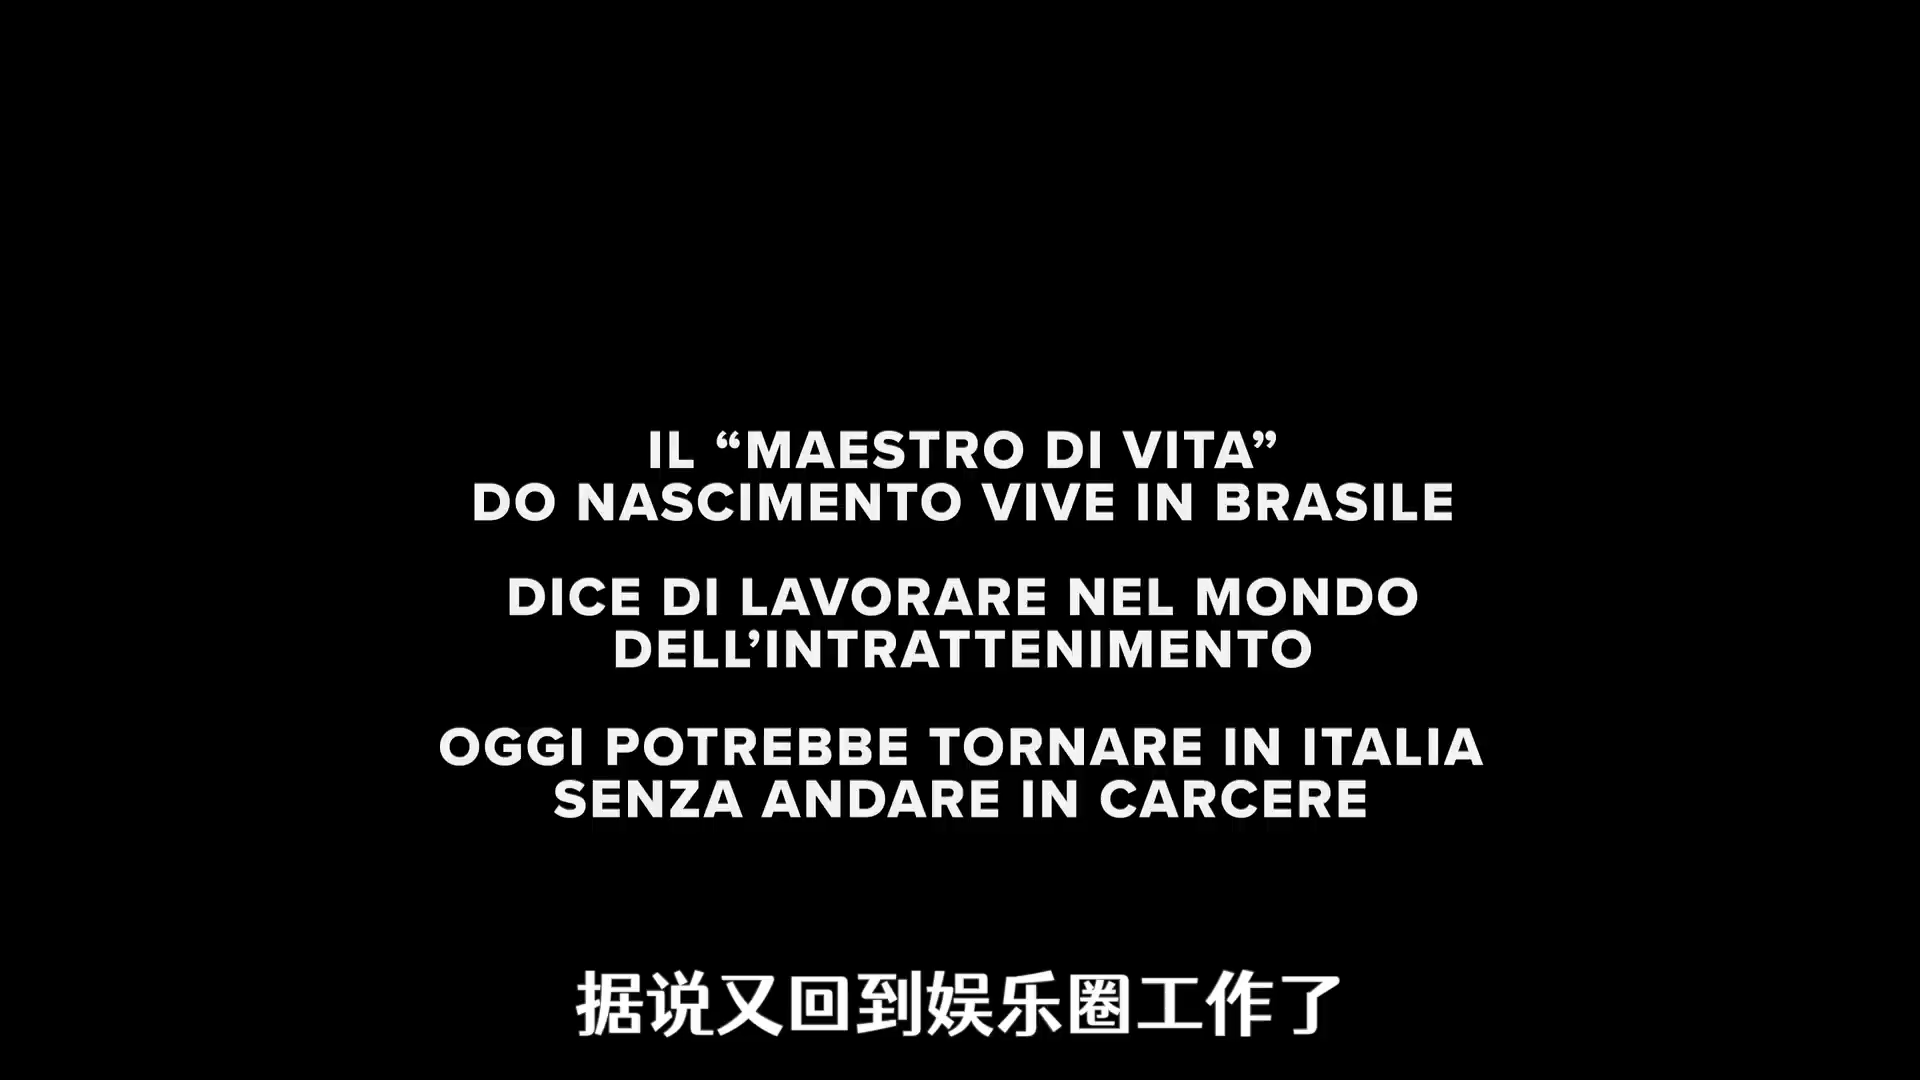 IL “MAESTRO DI VITA”
DO NASCIMENTO VIVE IN BRASILE
DICE DI LAVORARE NEL MONDO
DELL’INTRATTENIMENTO
OGGI POTREBBE TORNARE IN ITALIA
SENZA ANDARE IN CARCERE
据说又回到娱乐圈工作了